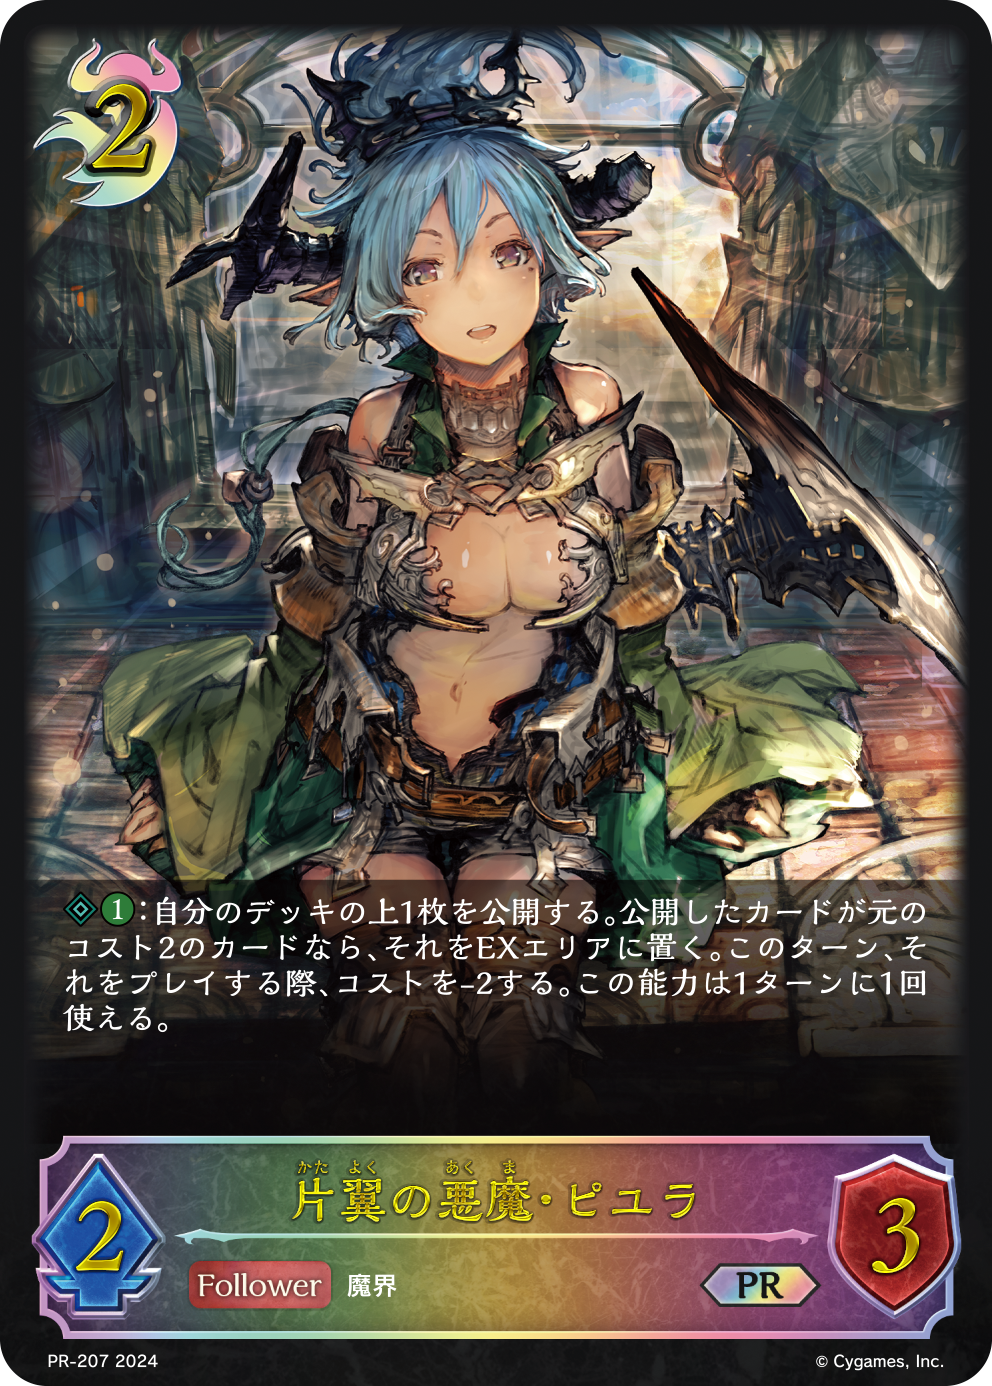 2
1：自分のデッキの上1枚を公開する。公開したカードが元の
コスト2のカードなら、それをEXエリアに置く。このターン、そ
れをプレイする際、コストを-2する。この能力は1ターンに1回
使える。
かた よく あく ま
片翼の悪魔・ピユラ
2
3
Follower 魔界
PR
PR-207 2024
© Cygames, Inc.